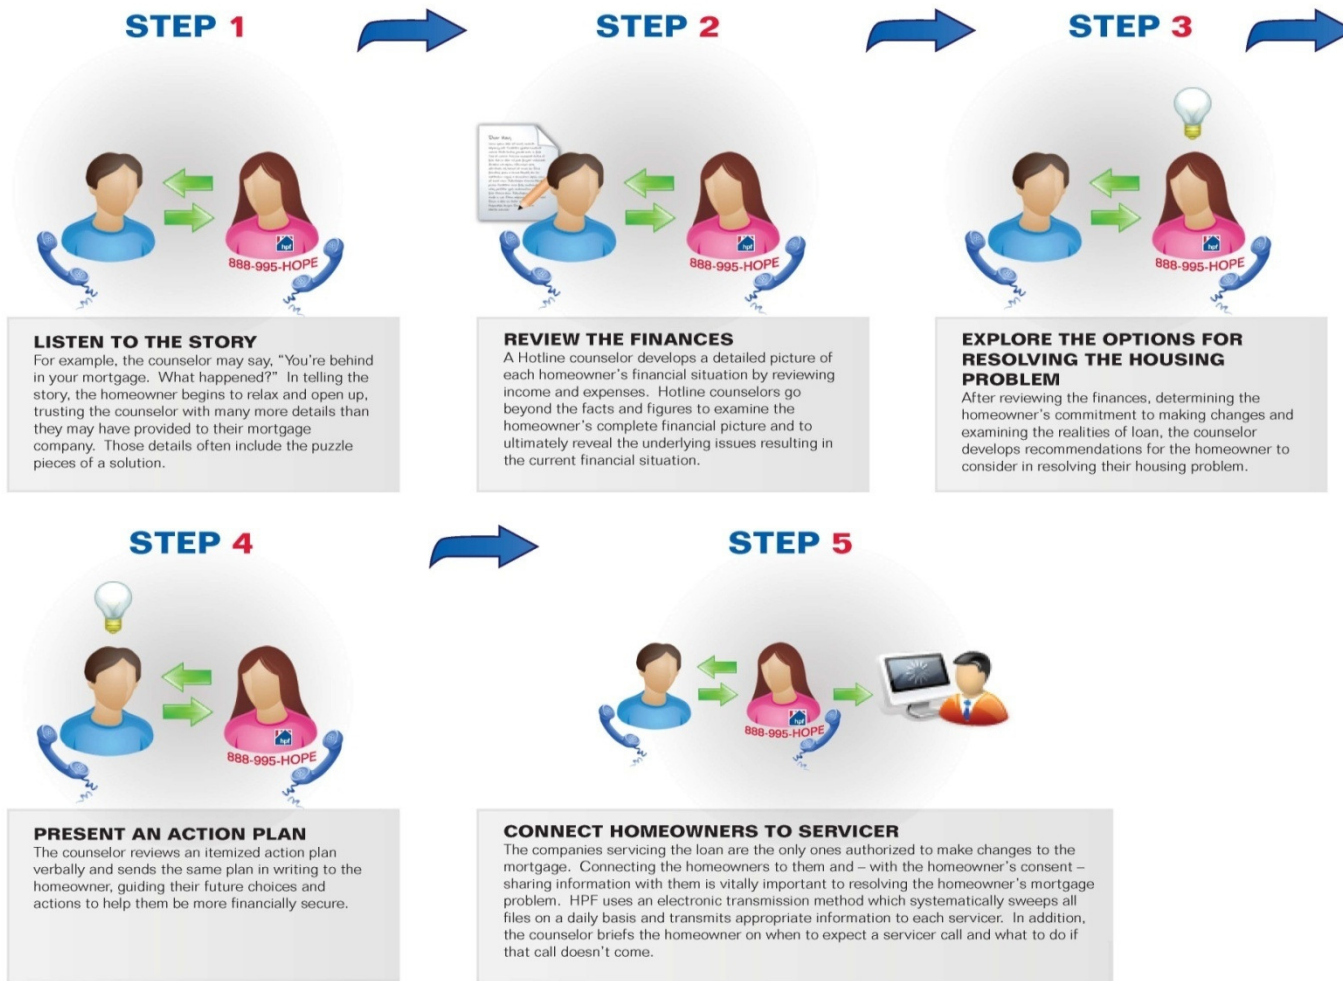 STEP 1
STEP 2
STEP 3
888-995-HOPE
hpf
888-995-HOPE
hpf
888-995-HOPE
hpf
LISTEN TO THE STORY
For example, the counselor may say, "You're behind
in your mortgage. What happened?" In telling the
story, the homeowner begins to relax and open up,
trusting the counselor with many more details than
they may have provided to their mortgage
company. Those details often include the puzzle
pieces of a solution.
REVIEW THE FINANCES
A Hotline counselor develops a detailed picture of
each homeowner's financial situation by reviewing
income and expenses. Hotline counselors go
beyond the facts and figures to examine the
homeowner's complete financial picture and to
ultimately reveal the underlying issues resulting in
the current financial situation.
EXPLORE THE OPTIONS FOR
RESOLVING THE HOUSING
PROBLEM
After reviewing the finances, determining the
homeowner's commitment to making changes and
examining the realities of loan, the counselor
develops recommendations for the homeowner to
consider in resolving their housing problem.
STEP 4
STEP 5
hpf
888-995-HOPE
hpf
888-995-HOPE
PRESENT AN ACTION PLAN
The counselor reviews an itemized action plan
verbally and sends the same plan in writing to the
homeowner, guiding their future choices and
actions to help them be more financially secure.
CONNECT HOMEOWNERS TO SERVICER
The companies servicing the loan are the only ones authorized to make changes to the
mortgage. Connecting the homeowners to them and – with the homeowner's consent –
sharing information with them is vitally important to resolving the homeowner's mortgage
problem. HPF uses an electronic transmission method which systematically sweeps all
files on a daily basis and transmits appropriate information to each servicer. In addition,
the counselor briefs the homeowner on when to expect a servicer call and what to do if
that call doesn't come.